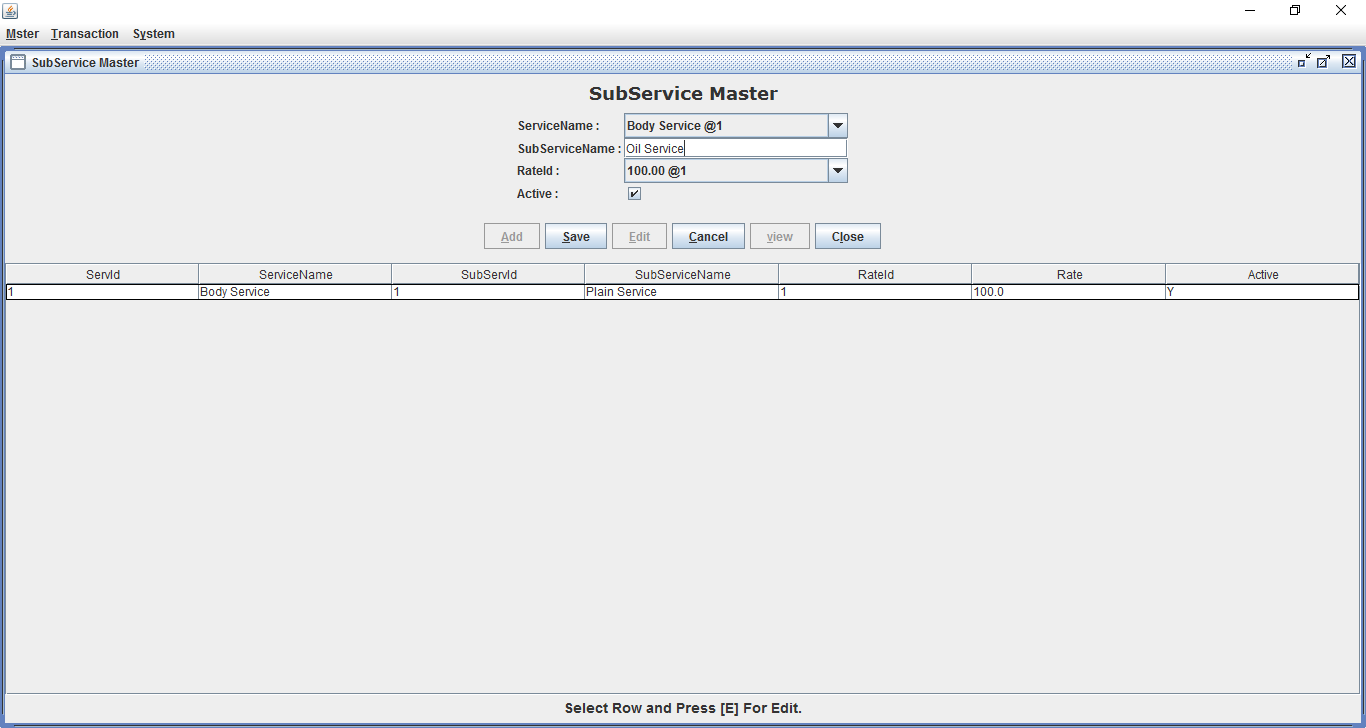 Mster Transaction System
SubService Master
SubService Master
ServiceName : Body Service @1
SubServiceName : Oil Service
RateId : 100.00 @1
Active :
Add Save Edit Cancel view Close
ServId ServiceName SubServId SubServiceName RateId Rate Active
1 Body Service 1 Plain Service 1 100.0 Y
Select Row and Press [E] For Edit.